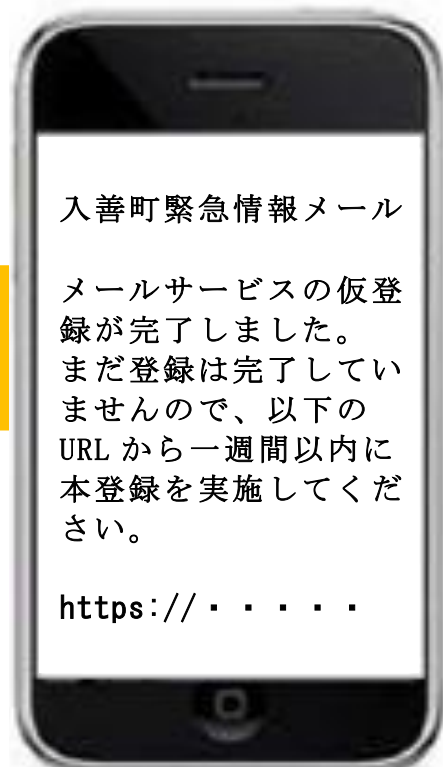 入善町緊急情報メール
メールサービスの仮登
録が完了しました。
まだ登録は完了してい
ませんので、以下の
URL から一週間以内に
本登録を実施してくだ
さい。
https://・・・・・